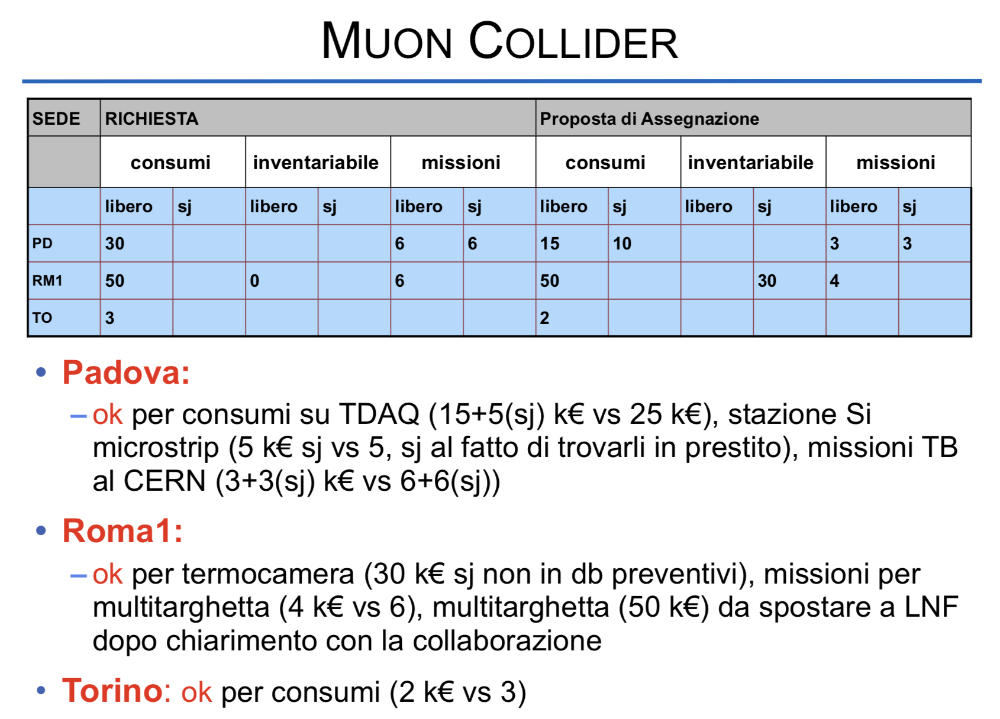 MUON COLLIDER
SEDE RICHIESTA Proposta di Assegnazione
consumi inventariabile missioni consumi inventariabile missioni
libero sj libero sj libero sj libero sj libero sj libero sj
PD 30 6 6 15 10 3 3
RM1 50 0 6 50 30 4
TO 3 2
• Padova:
– ok per consumi su TDAQ (15+5(sj) k€ vs 25 k€), stazione Si
microstrip (5 k€ sj vs 5, sj al fatto di trovarli in prestito), missioni TB
al CERN (3+3(sj) k€ vs 6+6(sj))
• Roma1:
– ok per termocamera (30 k€ sj non in db preventivi), missioni per
multitarghetta (4 k€ vs 6), multitarghetta (50 k€) da spostare a LNF
dopo chiarimento con la collaborazione
• Torino: ok per consumi (2 k€ vs 3)